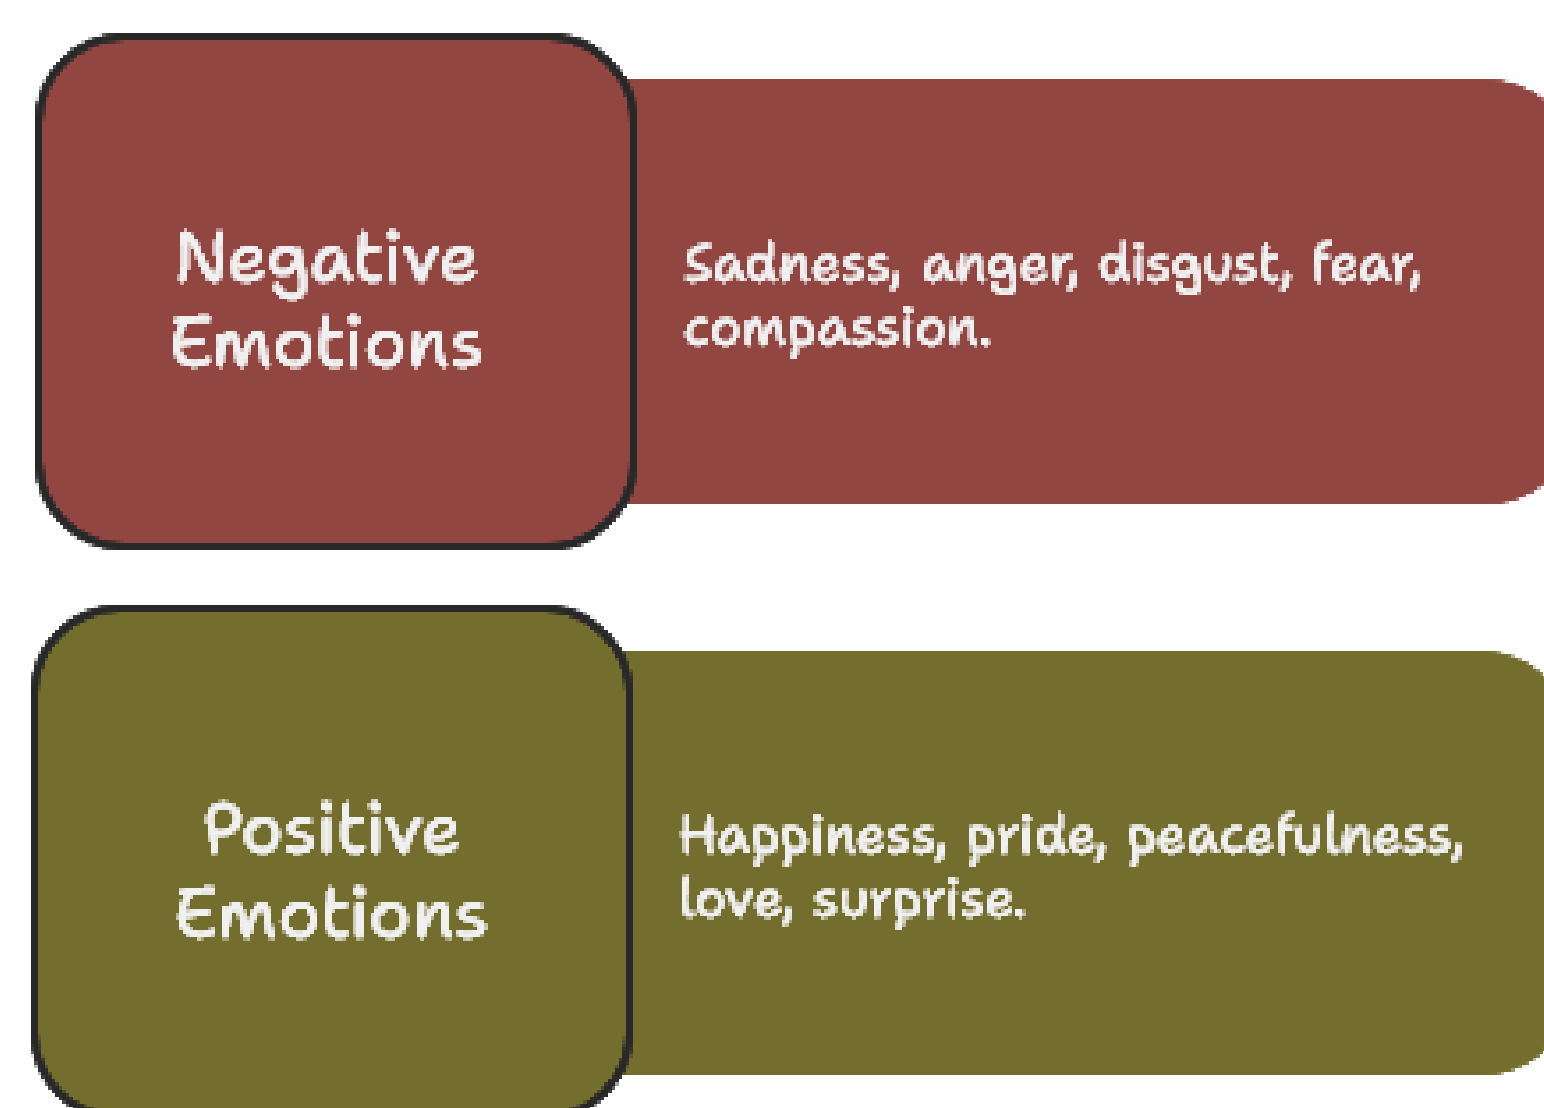 Negative
Emotions
Sadness, anger, disgust, fear,
compassion.
Positive
Emotions
Happiness, pride, peacefulness,
love, surprise.